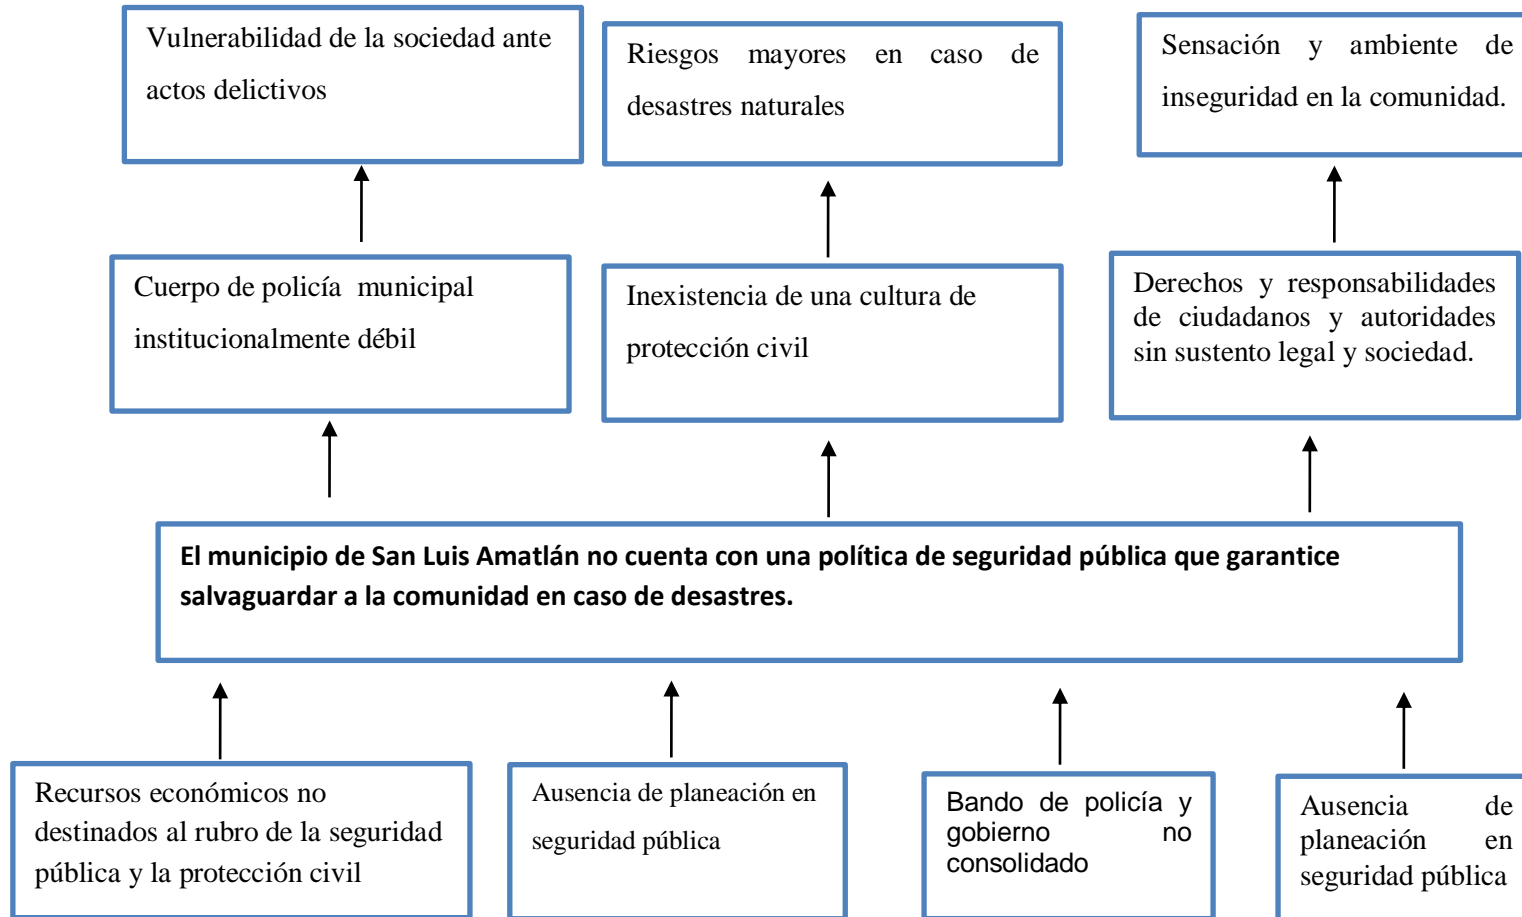 Vulnerabilidad de la sociedad ante
actos delictivos
Riesgos mayores en caso de
desastres naturales
Sensación y ambiente de
inseguridad en la comunidad.
Cuerpo de policía municipal
institucionalmente débil
Inexistencia de una cultura de
protección civil
Derechos y responsabilidades
de ciudadanos y autoridades
sin sustento legal y sociedad.
El municipio de San Luis Amatlán no cuenta con una política de seguridad pública que garantice
salvaguardar a la comunidad en caso de desastres.
Recursos económicos no
destinados al rubro de la seguridad
pública y la protección civil
Ausencia de planeación en
seguridad pública
Bando de policía y
gobierno no
consolidado
Ausencia de
planeación en
seguridad pública